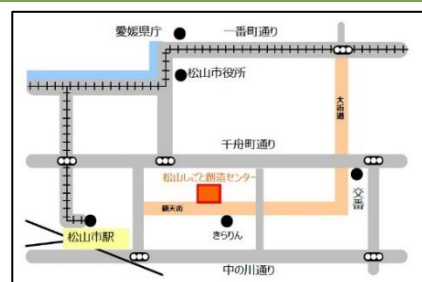 愛媛県庁
一番町通り
松山市役所
大街道
千舟町通り
松山しごと創造センター
交番
銀天街
松山市駅
きらりん
中の川通り